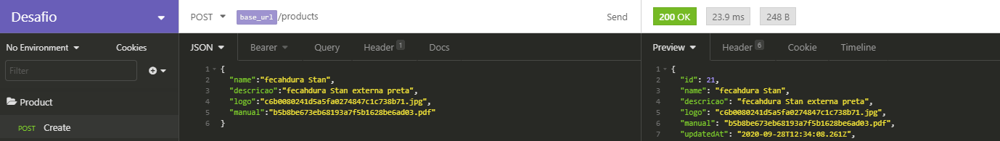 Desafio
No Environment Cookies
Filter
Product
POST Create
POST base_url/products Send
JSON Bearer Query Header 1 Docs
1 {
2 "name":"fecahdura Stan",
3 "descricao":"fecahdura Stan externa preta",
4 "logo":"c6b0080241d5a5fa0274847c1c738b71.jpg",
5 "manual":"b5b8be673eb68193a7f5b1628be6ad03.pdf"
6 }
200 OK 23.9 ms 248 B
Preview Header 6 Cookie Timeline
1 {
2 "id": 21,
3 "name": "fecahdura Stan",
4 "descricao": "fecahdura Stan externa preta",
5 "logo": "c6b0080241d5a5fa0274847c1c738b71.jpg",
6 "manual": "b5b8be673eb68193a7f5b1628be6ad03.pdf",
7 "updatedAt": "2020-09-28T12:34:08.261Z",